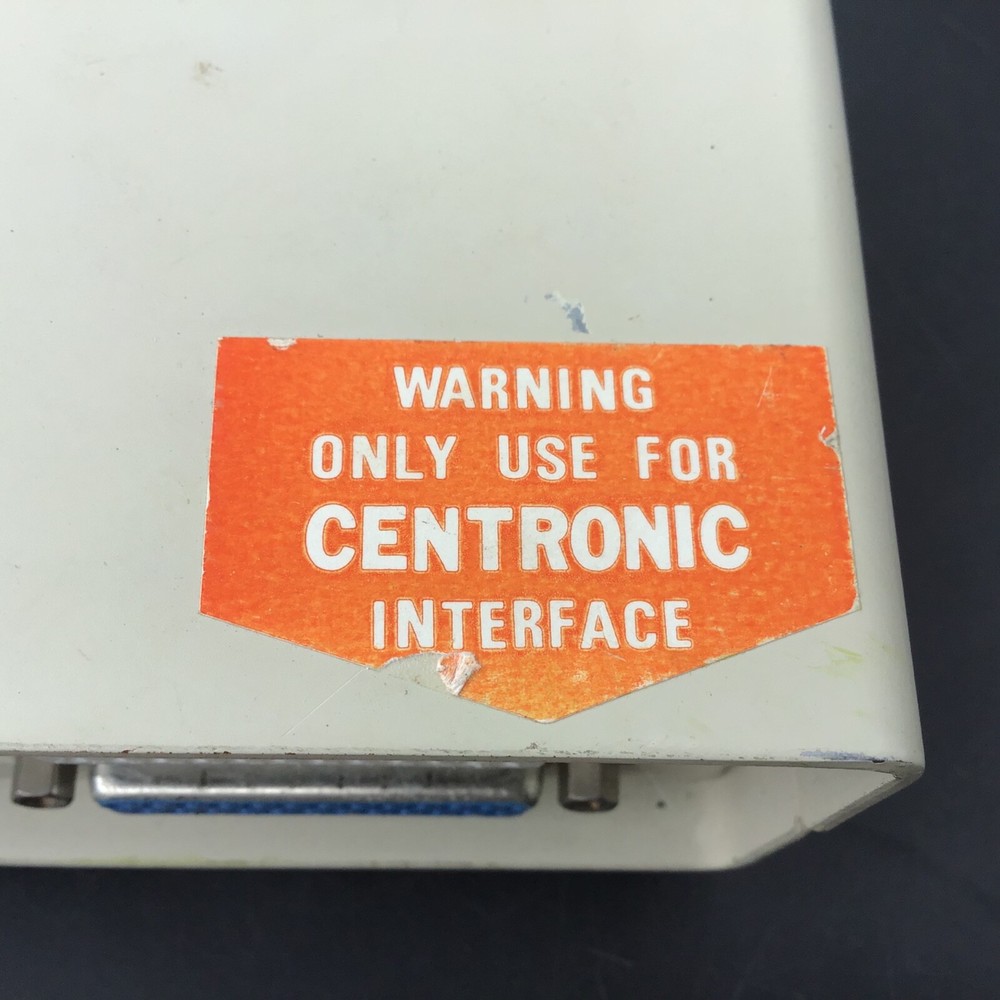 WARNING
ONLY USE FOR
CENTRONIC
INTERFACE